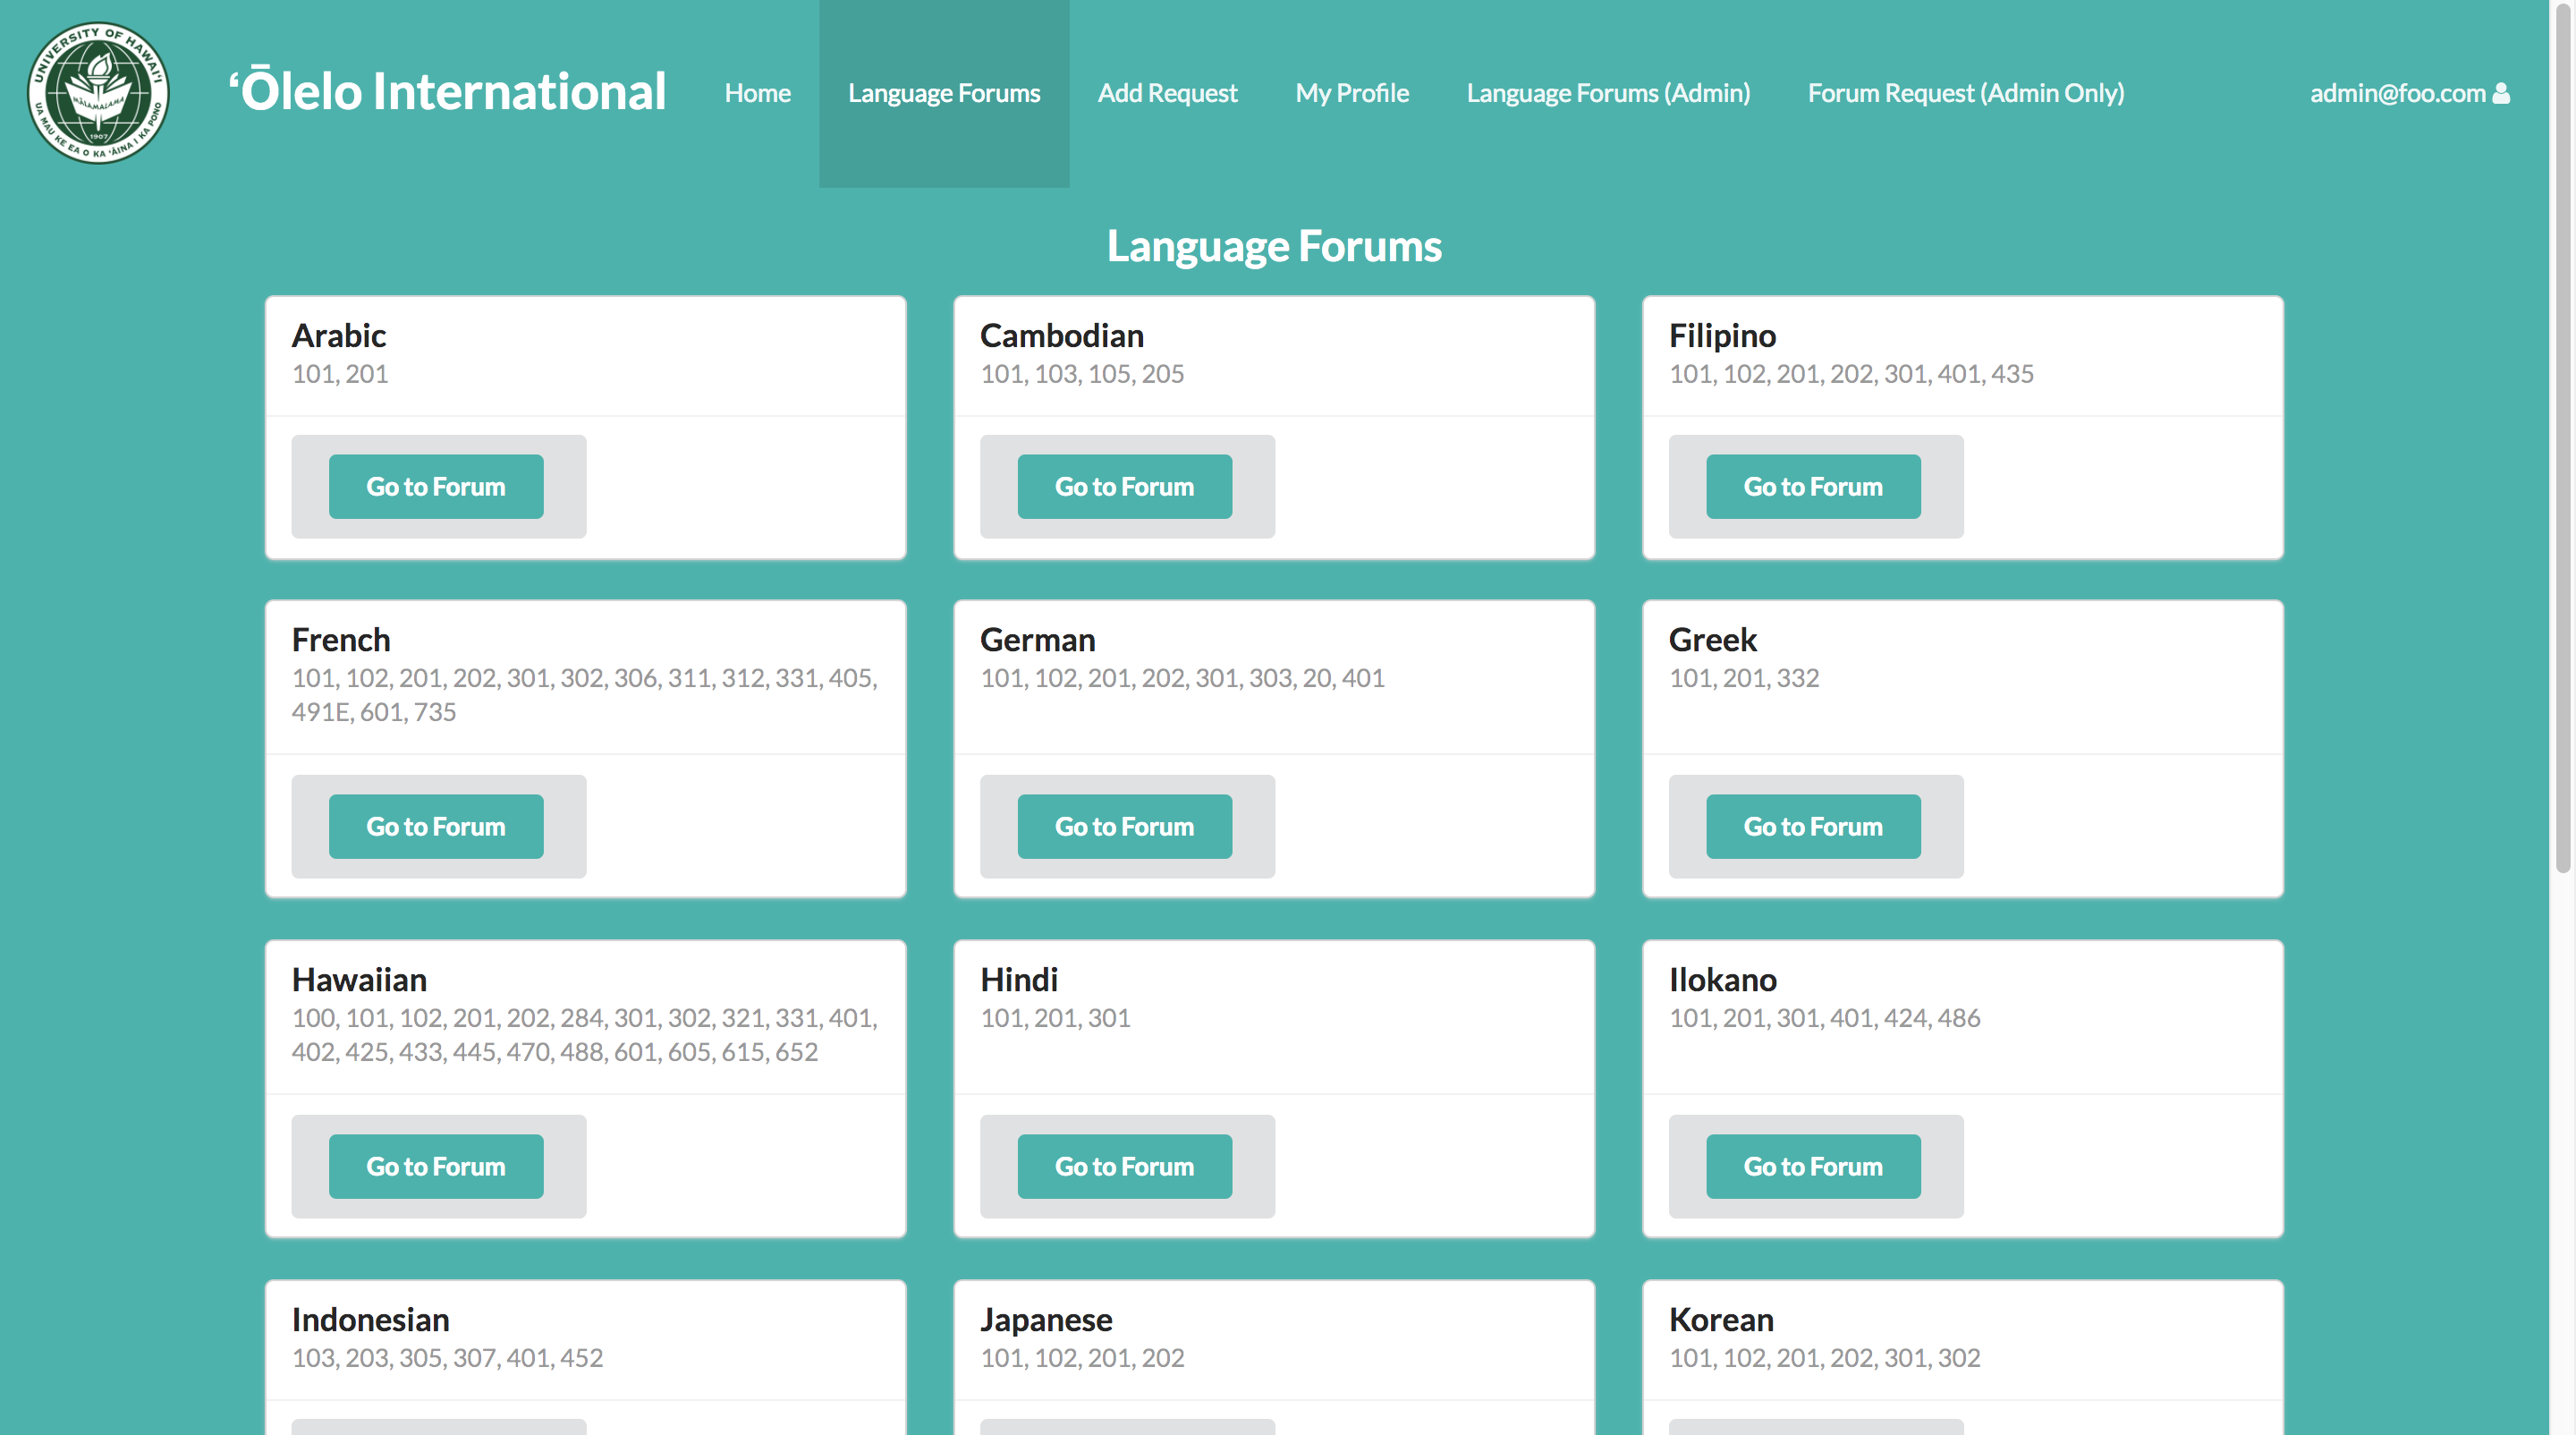 UNIVERSITY OF HAWAI'I
MĀLAMALAMA
1907
UA MAU KE EA O KA ʻĀINA I KA PONO
ʻŌlelo International
Home
Language Forums
Add Request
My Profile
Language Forums (Admin)
Forum Request (Admin Only)
admin@foo.com
Language Forums
Arabic
101, 201
Go to Forum
Cambodian
101, 103, 105, 205
Go to Forum
Filipino
101, 102, 201, 202, 301, 401, 435
Go to Forum
French
101, 102, 201, 202, 301, 302, 306, 311, 312, 331, 405,
491E, 601, 735
Go to Forum
German
101, 102, 201, 202, 301, 303, 20, 401
Go to Forum
Greek
101, 201, 332
Go to Forum
Hawaiian
100, 101, 102, 201, 202, 284, 301, 302, 321, 331, 401,
402, 425, 433, 445, 470, 488, 601, 605, 615, 652
Go to Forum
Hindi
101, 201, 301
Go to Forum
Ilokano
101, 201, 301, 401, 424, 486
Go to Forum
Indonesian
103, 203, 305, 307, 401, 452
Japanese
101, 102, 201, 202
Korean
101, 102, 201, 202, 301, 302